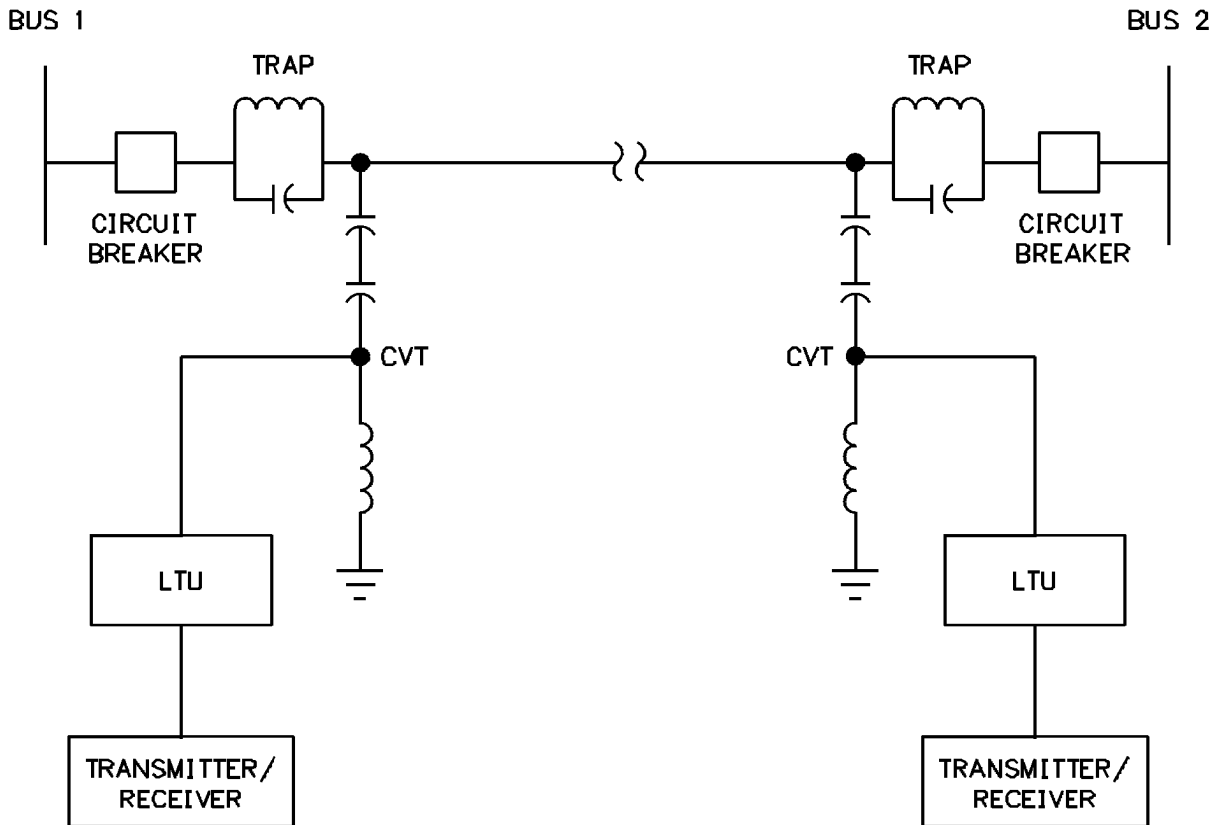 BUS 1
BUS 2
TRAP
TRAP
CIRCUIT
BREAKER
CIRCUIT
BREAKER
CVT
CVT
LTU
LTU
TRANSMITTER/
RECEIVER
TRANSMITTER/
RECEIVER